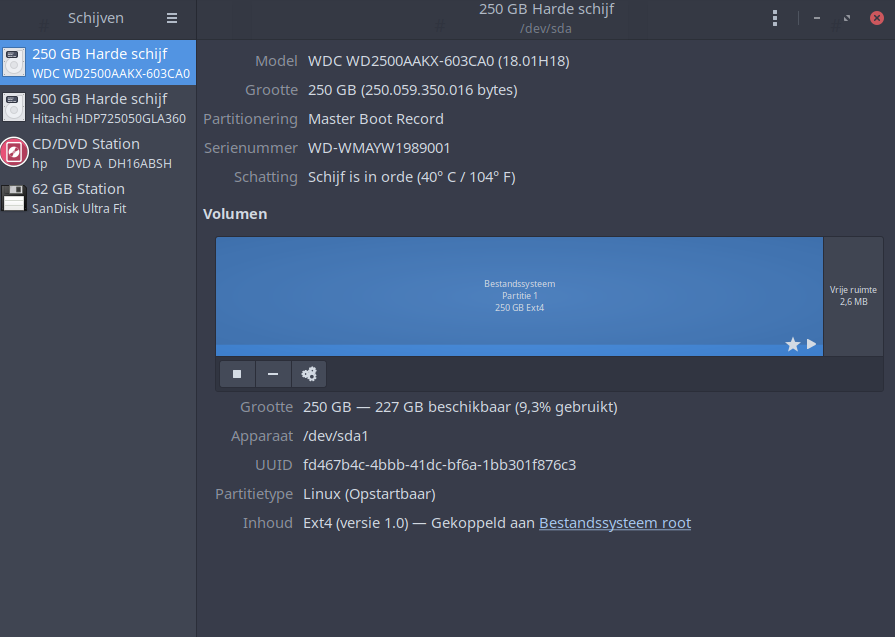 Schijven
250 GB Harde schijf
/dev/sda
250 GB Harde schijf
WDC WD2500AAKX-603CA0
500 GB Harde schijf
Hitachi HDP725050GLA360
CD/DVD Station
hp DVD A DH16ABSH
62 GB Station
SanDisk Ultra Fit
Model WDC WD2500AAKX-603CA0 (18.01H18)
Grootte 250 GB (250.059.350.016 bytes)
Partitionering Master Boot Record
Serienummer WD-WMAYW1989001
Schatting Schijf is in orde (40° C / 104° F)
Volumen
Bestandssysteem
Partitie 1
250 GB Ext4
Vrije ruimte
2,6 MB
Grootte 250 GB — 227 GB beschikbaar (9,3% gebruikt)
Apparaat /dev/sda1
UUID fd467b4c-4bbb-41dc-bf6a-1bb301f876c3
Partitietype Linux (Opstartbaar)
Inhoud Ext4 (versie 1.0) — Gekoppeld aan Bestandssysteem root